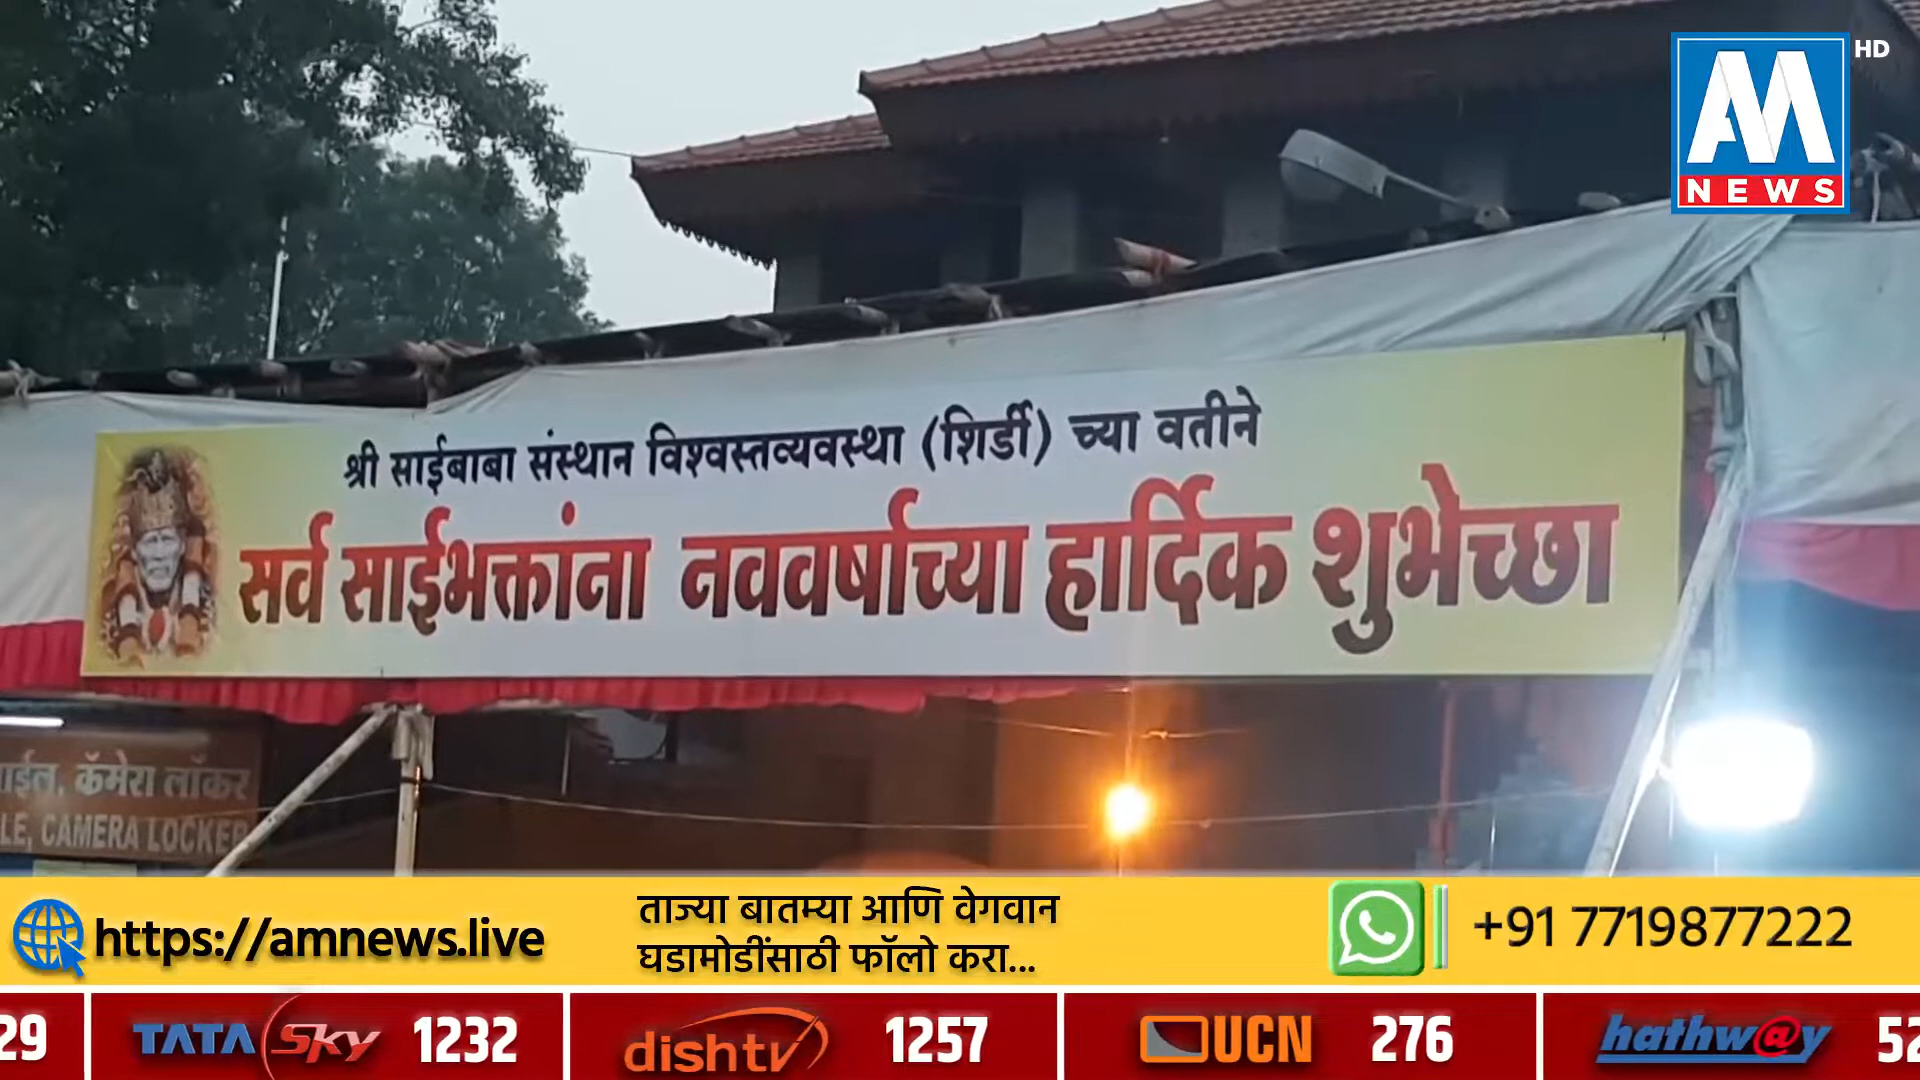 AM
NEWS
HD
श्री साईबाबा संस्थान विश्वस्तव्यवस्था (शिर्डी) च्या वतीने
सर्व साईभक्तांना नववर्षाच्या हार्दिक शुभेच्छा
कॅमेरा लॉकर
CAMERA LOCKER
https://amnews.live
ताज्या बातम्या आणि वेगवान
घडामोडींसाठी फॉलो करा...
+91 7719877222
29 TATA Sky 1232 dishtv 1257 UCN 276 hathw@y 52